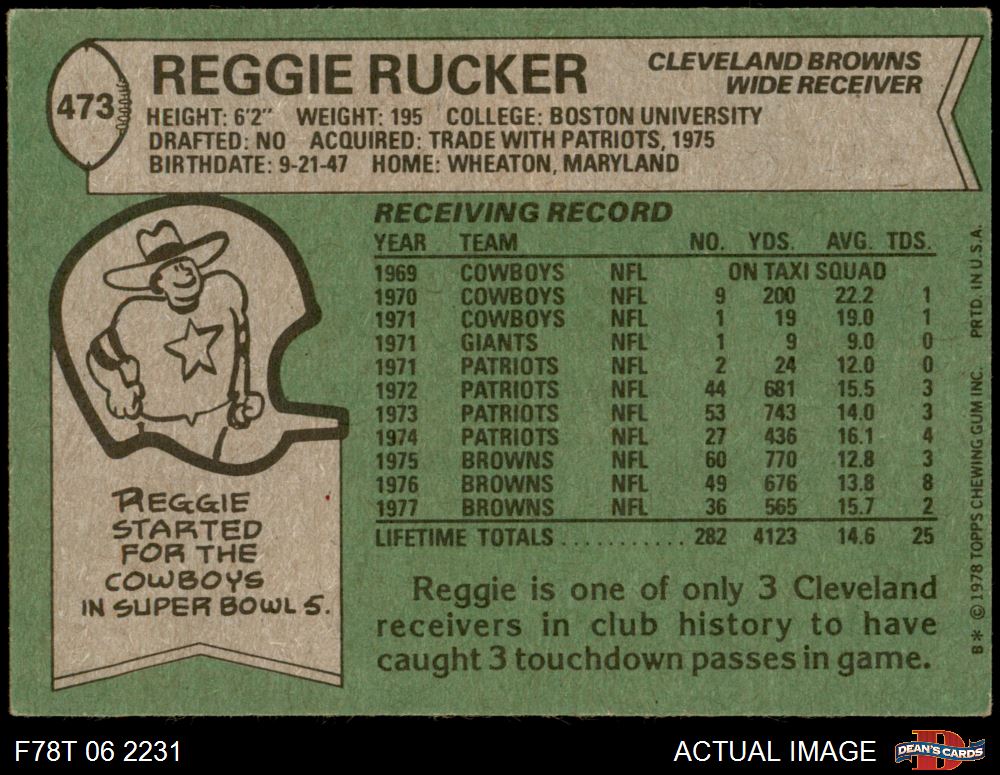 473
REGGIE RUCKER
CLEVELAND BROWNS
WIDE RECEIVER
HEIGHT: 6'2" WEIGHT: 195 COLLEGE: BOSTON UNIVERSITY
DRAFTED: NO ACQUIRED: TRADE WITH PATRIOTS, 1975
BIRTHDATE: 9-21-47 HOME: WHEATON, MARYLAND
RECEIVING RECORD
YEAR TEAM NO. YDS. AVG. TDS.
1969 COWBOYS NFL ON TAXI SQUAD
1970 COWBOYS NFL 9 200 22.2 1
1971 COWBOYS NFL 1 19 19.0 1
1971 GIANTS NFL 1 9 9.0 0
1971 PATRIOTS NFL 2 24 12.0 0
1972 PATRIOTS NFL 44 681 15.5 3
1973 PATRIOTS NFL 53 743 14.0 3
1974 PATRIOTS NFL 27 436 16.1 4
1975 BROWNS NFL 60 770 12.8 3
1976 BROWNS NFL 49 676 13.8 8
1977 BROWNS NFL 36 565 15.7 2
LIFETIME TOTALS ........... 282 4123 14.6 25
REGGIE
STARTED
FOR THE
COWBOYS
IN SUPER BOWL 5.
Reggie is one of only 3 Cleveland
receivers in club history to have
caught 3 touchdown passes in game.
B* © 1978 TOPPS CHEWING GUM INC. PRTD. IN U.S.A.
F78T 06 2231
ACTUAL IMAGE
D
DEAN'S CARDS